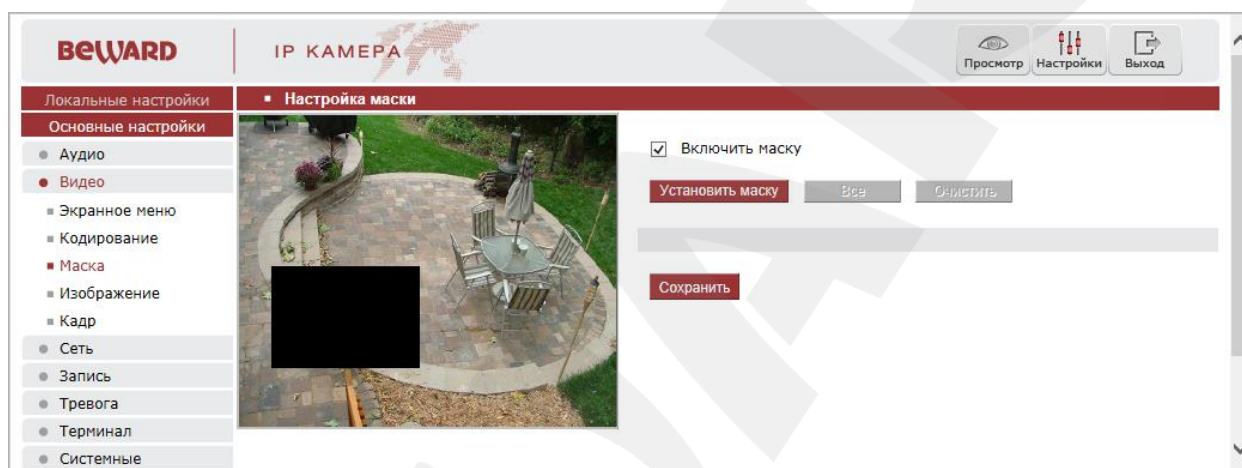 BEWARD
IP КАМЕРА
Просмотр
Настройки
Выход
Локальные настройки
Настройка маски
Основные настройки
Аудио
Видео
Экранное меню
Кодирование
Маска
Изображение
Кадр
Сеть
Запись
Тревога
Терминал
Системные
Включить маску
Установить маску
Все
Очистить
Сохранить